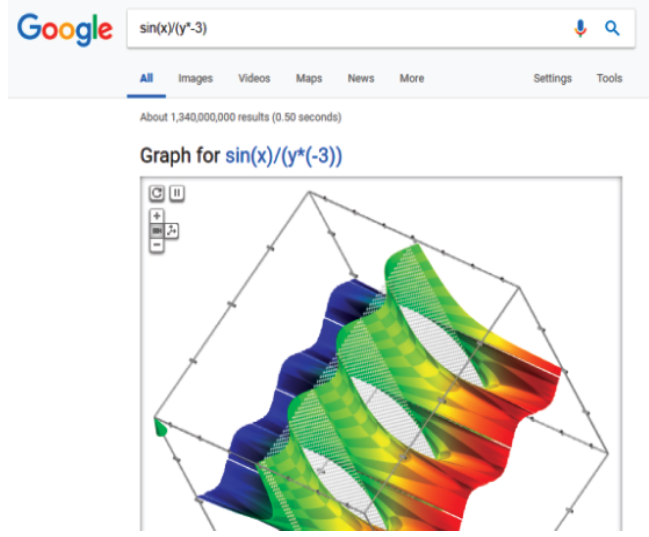 Google
sin(x)/(y*-3)
All Images Videos Maps News More Settings Tools
About 1,340,000,000 results (0.50 seconds)
Graph for sin(x)/(y*(-3))